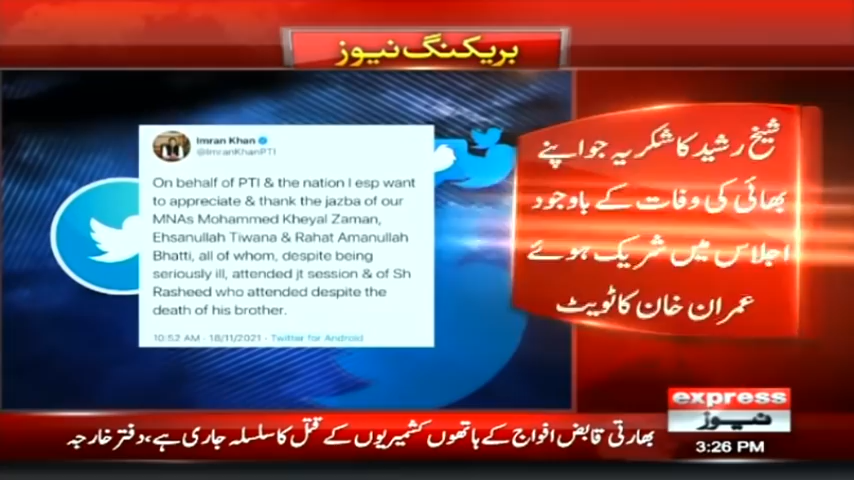 بریکنگ نیوز
Imran Khan
@ImranKhanPTI
On behalf of PTI & the nation I esp want
to appreciate & thank the jazba of our
MNAs Mohammed Kheyal Zaman,
Ehsanullah Tiwana & Rahat Amanullah
Bhatti, all of whom, despite being
seriously ill, attended jt session & of Sh
Rasheed who attended despite the
death of his brother.
10:52 AM · 18/11/2021 · Twitter for Android
شیخ رشید کا شکریہ جو اپنے
بھائی کی وفات کے باوجود
اجلاس میں شریک ہوئے
عمران خان کا ٹویٹ
express
نیوز
3:26 PM
بھارتی قابض افواج کے ہاتھوں کشمیریوں کے قتل کا سلسلہ جاری ہے، دفتر خارجہ